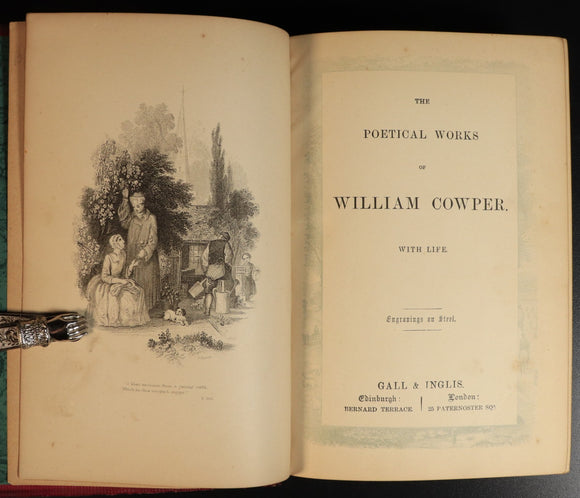 THE
POETICAL WORKS
OF
WILLIAM COWPER.
WITH LIFE
Engravings on Steel.
GALL & INGLIS.
Edinburgh: London:
BERNARD TERRACE. 25 PATERNOSTER SQR